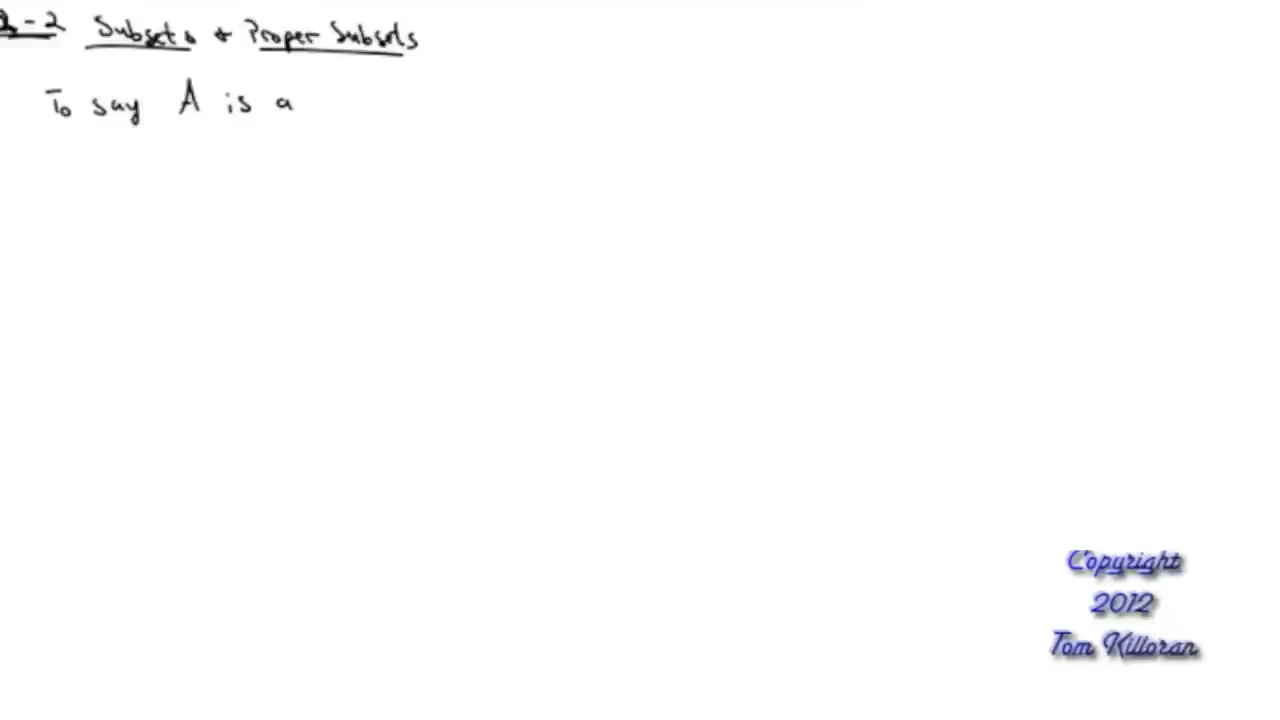 2-2 Subsets + Proper Subsets
To say A is a
Copyright
2012
Tom Killoran